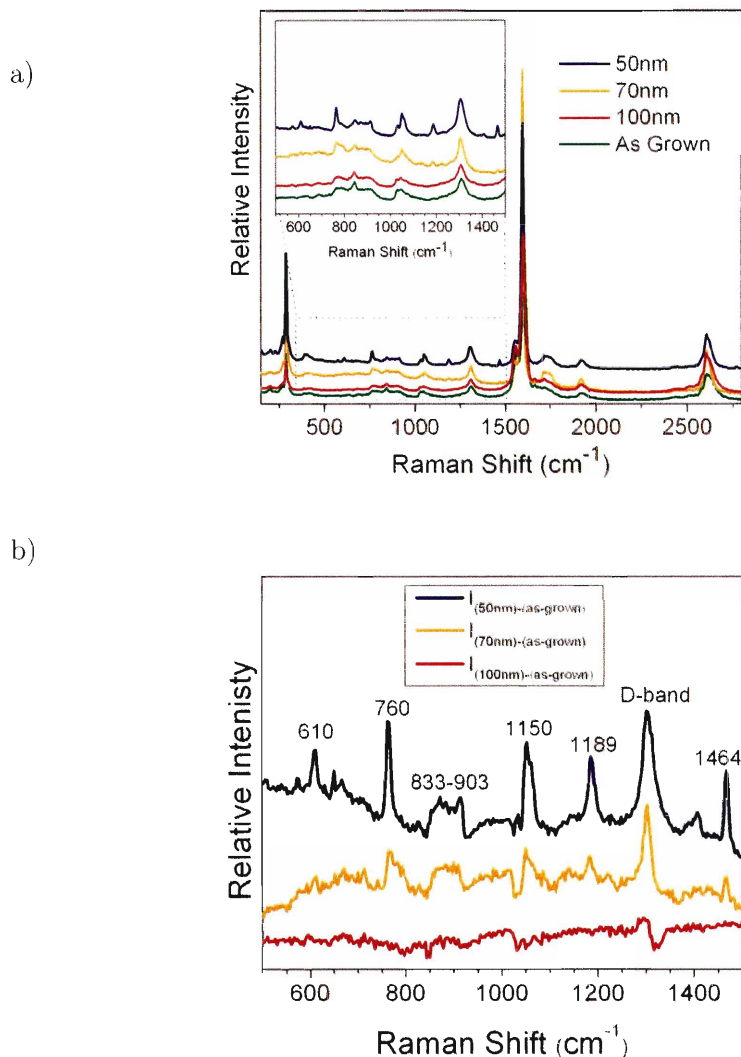 a)
50nm
70nm
100nm
As Grown
Relative Intensity
600 800 1000 1200 1400
Raman Shift (cm-1)
500 1000 1500 2000 2500
Raman Shift (cm-1)
b)
I(50nm)-(as-grown)
I(70nm)-(as-grown)
I(100nm)-(as-grown)
D-band
610
760
833-903
1150
1189
1464
Relative Intenisty
600 800 1000 1200 1400
Raman Shift (cm-1)